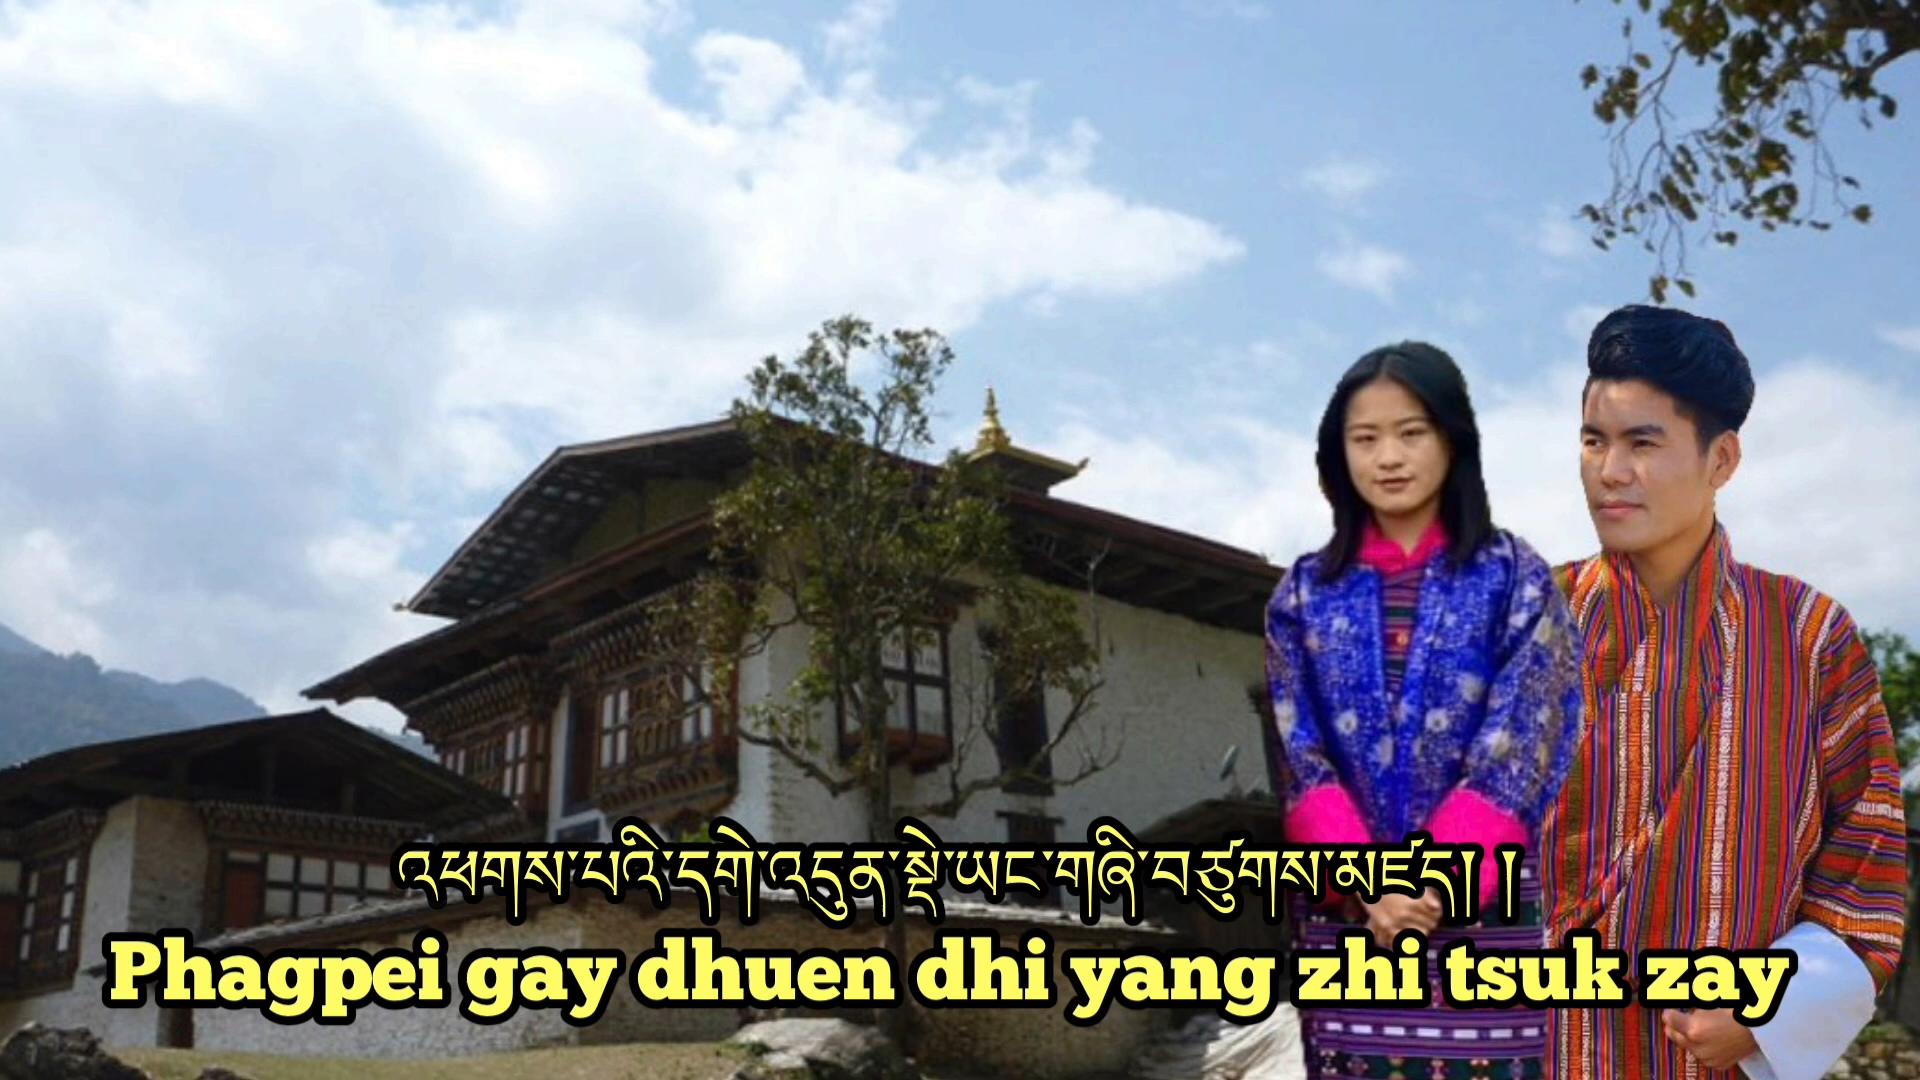 འཕགས་པའི་དགེ་འདུན་སྡེ་ཡང་གཞི་བཙུགས་མཛད། །
Phagpei gay dhuen dhi yang zhi tsuk zay